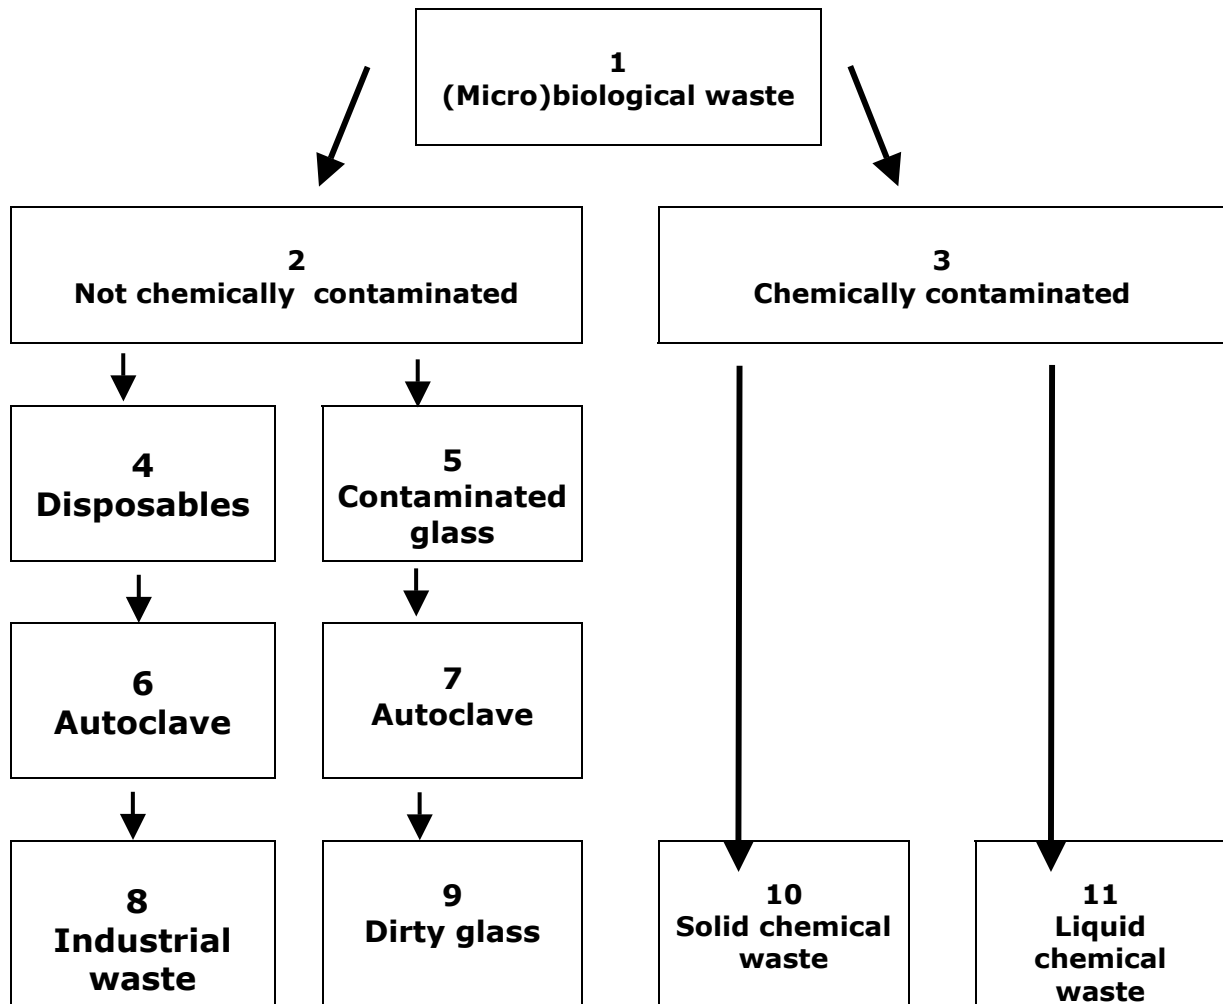 1
(Micro)biological waste
2
Not chemically  contaminated
3
Chemically contaminated
4
Disposables
5
Contaminated
glass
6
Autoclave
7
Autoclave
8
Industrial
waste
9
Dirty glass
10
Solid chemical
waste
11
Liquid
chemical
waste